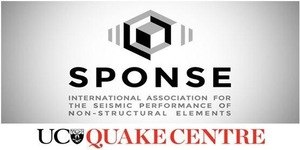 SPONSE
INTERNATIONAL ASSOCIATION FOR
THE SEISMIC PERFORMANCE OF
NON-STRUCTURAL ELEMENTS
UC QUAKE CENTRE